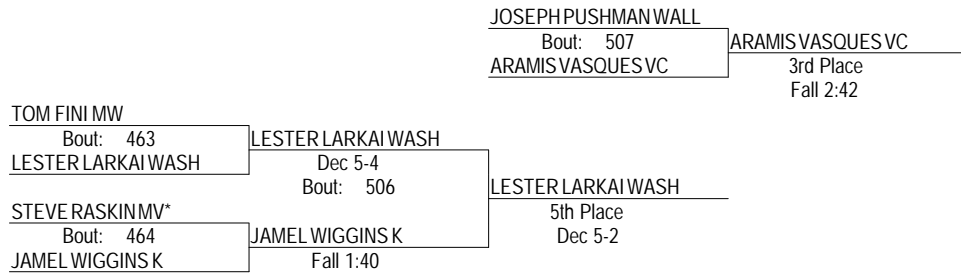 JOSEPH PUSHMAN WALL
Bout: 507
ARAMIS VASQUES VC
ARAMIS VASQUES VC
3rd Place
Fall 2:42
TOM FINI MW
Bout: 463
LESTER LARKAI WASH
LESTER LARKAI WASH
Dec 5-4
Bout: 506
STEVE RASKIN MV*
Bout: 464
JAMEL WIGGINS K
JAMEL WIGGINS K
Fall 1:40
LESTER LARKAI WASH
5th Place
Dec 5-2